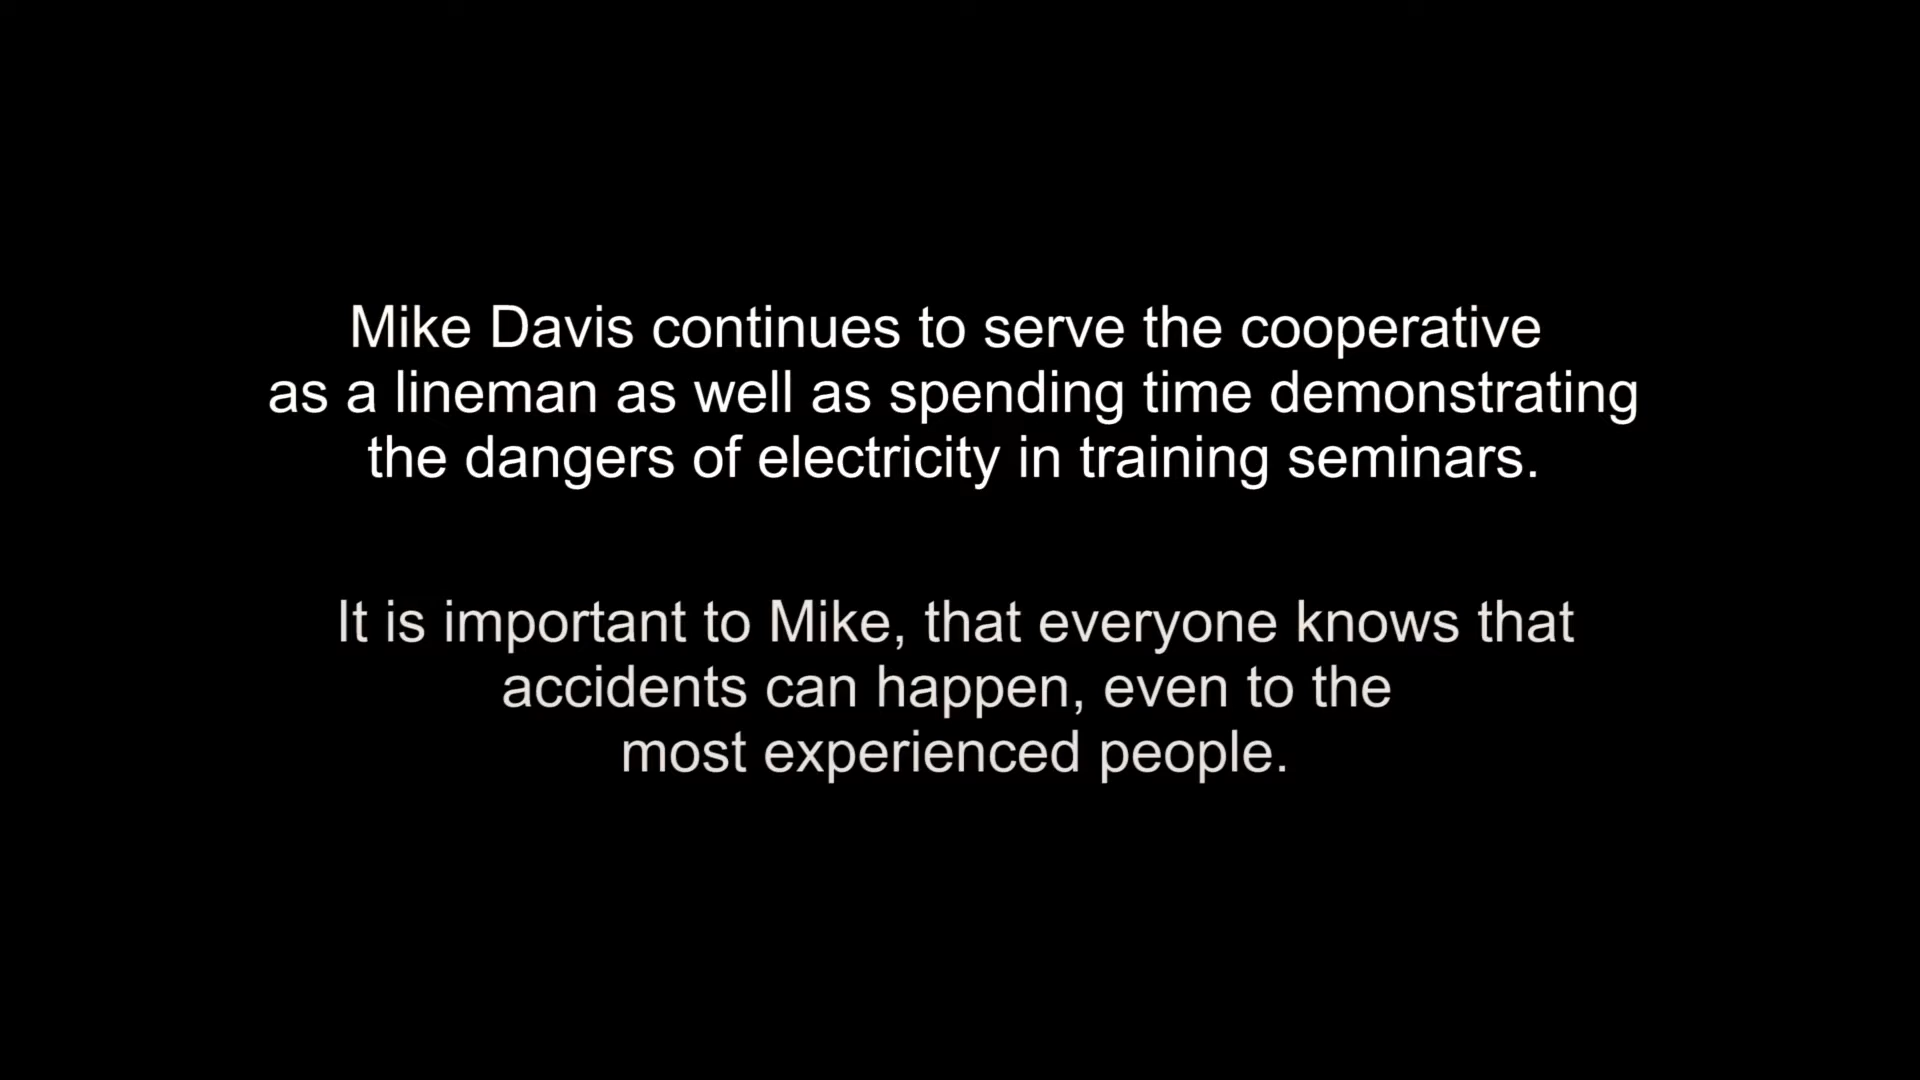 Mike Davis continues to serve the cooperative
as a lineman as well as spending time demonstrating
the dangers of electricity in training seminars.
It is important to Mike, that everyone knows that
accidents can happen, even to the
most experienced people.